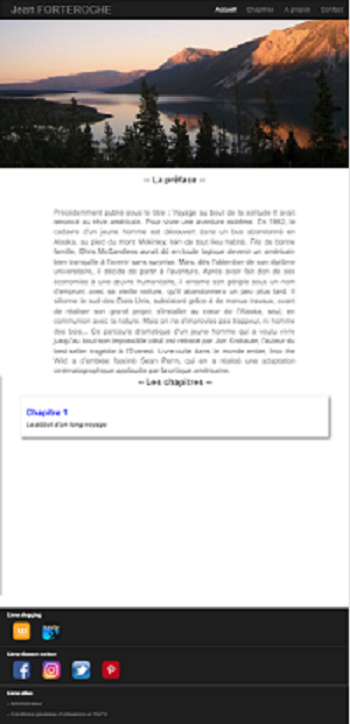 Jean FORTEROCHE
Accueil Chapitres A propos Contact
-- La préface --
Précédemment publié sous le titre : Voyage au bout de la solitude Il avait
renoncé au rêve américain. Pour vivre une aventure extrême. En 1992, le
cadavre d'un jeune homme est découvert dans un bus abandonné en
Alaska, au pied du mont McKinley, loin de tout lieu habité. Fils de bonne
famille, Chris McCandless aurait dû en toute logique devenir un américain
bien tranquille à l'avenir sans surprise. Mais, dès l'obtention de son diplôme
universitaire, il décide de partir à l'aventure. Après avoir fait don de ses
économies à une œuvre humanitaire, il entame son périple sous un nom
d'emprunt avec sa vieille voiture, qu'il abandonnera un peu plus tard. Il
sillonne le sud des États-Unis, subsistant grâce à de menus travaux, avant
de réaliser son grand projet: s'installer au cœur de l'Alaska, seul, en
communion avec la nature. Mais on ne s'improvise pas trappeur, ni homme
des bois... Ce parcours dramatique d'un jeune homme qui a voulu vivre
jusqu'au bout son impossible idéal est retracé par Jon Krakauer, l'auteur du
best-seller tragédie à l'Everest. Livre-culte dans le monde entier, Into the
Wild a d'emblée fasciné Sean Penn, qui en a réalisé une adaptation
cinématographique applaudie par la critique américaine.
-- Les chapitres --
Chapitre 1
Le début d'un long voyage
Liens réseaux sociaux
Liens utiles